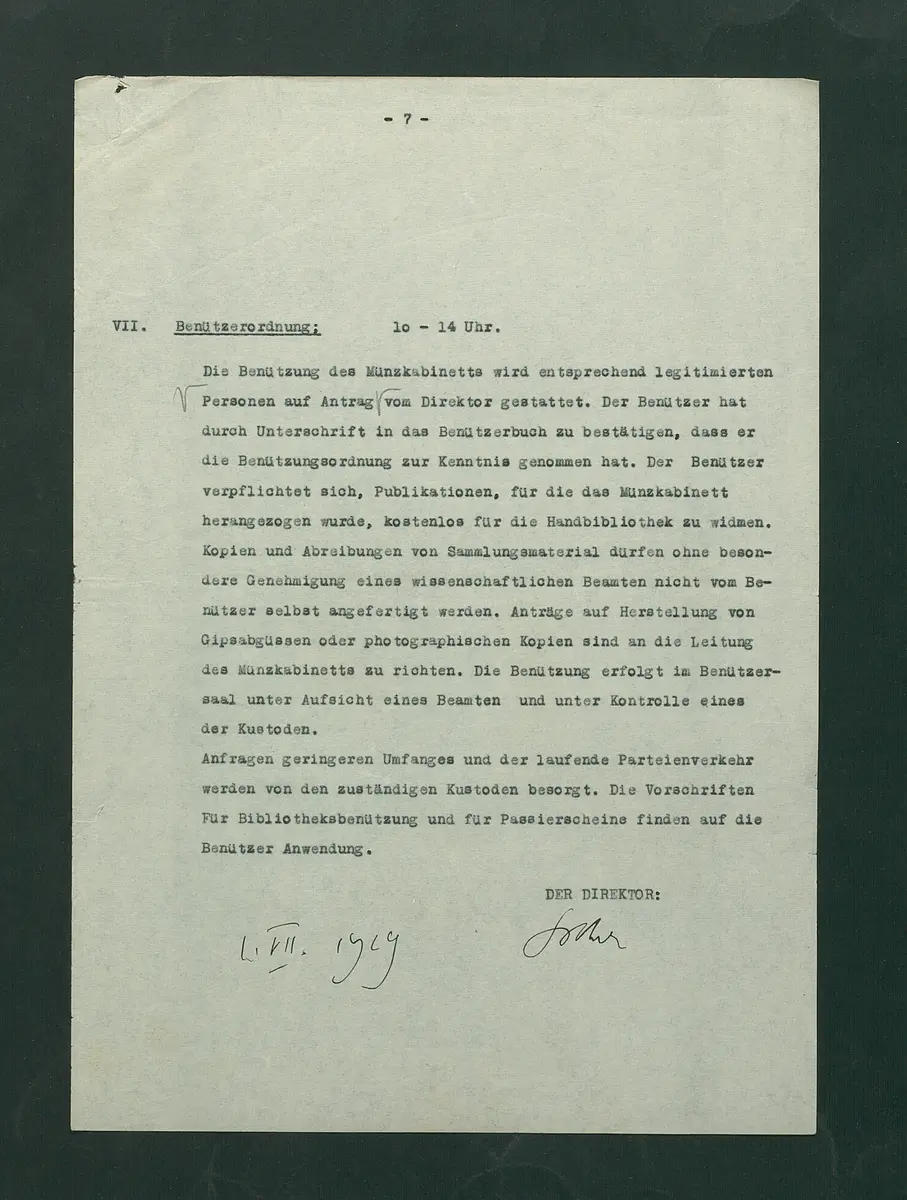 - 7 -
VII. Benützerordnung; lo - 14 Uhr.
Die Benützung des Münzkabinetts wird entsprechend legitimierten
Personen auf Antrag vom Direktor gestattet. Der Benützer hat
durch Unterschrift in das Benützerbuch zu bestätigen, dass er
die Benützungsordnung zur Kenntnis genommen hat. Der Benützer
verpflichtet sich, Publikationen, für die das Münzkabinett
herangezogen wurde, kostenlos für die Handbibliothek zu widmen.
Kopien und Abreibungen von Sammlungsmaterial dürfen ohne beson-
dere Genehmigung eines wissenschaftlichen Beamten nicht vom Be-
nützer selbst angefertigt werden. Anträge auf Herstellung von
Gipsabgüssen oder photographischen Kopien sind an die Leitung
des Münzkabinetts zu richten. Die Benützung erfolgt im Benützer-
saal unter Aufsicht eines Beamten und unter Kontrolle eines
der Kustoden.
Anfragen geringeren Umfanges und der laufende Parteienverkehr
werden von den zuständigen Kustoden besorgt. Die Vorschriften
Für Bibliotheksbenützung und für Passierscheine finden auf die
Benützer Anwendung.
DER DIREKTOR:
VII.